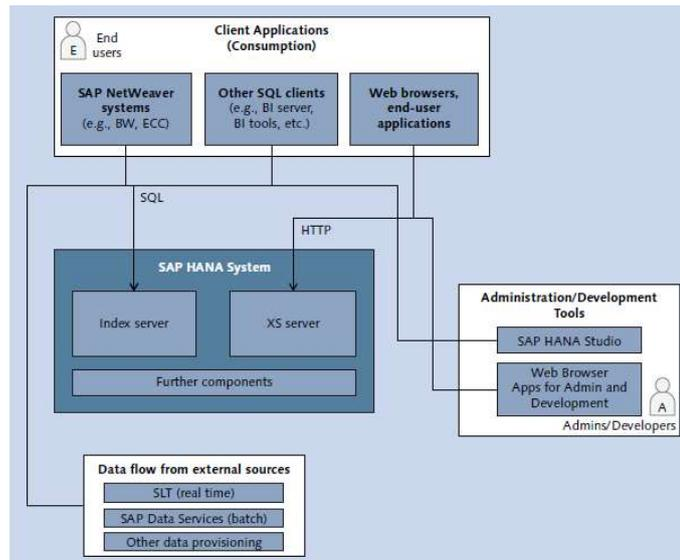 Client Applications
(Consumption)
E
End
users
SAP NetWeaver
systems
(e.g., BW, ECC)
Other SQL clients
(e.g., BI server,
BI tools, etc.)
Web browsers,
end-user
applications
SQL
HTTP
SAP HANA System
Index server
XS server
Further components
Administration/Development
Tools
SAP HANA Studio
Web Browser
Apps for Admin and
Development
A
Admins/Developers
Data flow from external sources
SLT (real time)
SAP Data Services (batch)
Other data provisioning